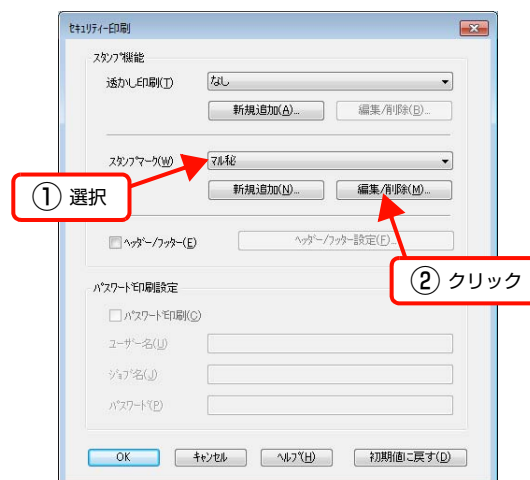 セキュリティー印刷
スタンプ機能
透かし印刷(T) なし
新規追加(A)... 編集/削除(B)...
スタンプマーク(W) マル秘
新規追加(N)... 編集/削除(M)...
① 選択
ヘッダー/フッター(E) ヘッダー/フッター設定(F)...
② クリック
パスワード印刷設定
パスワード印刷(C)
ユーザー名(U)
ジョブ名(J)
パスワード(P)
OK キャンセル ヘルプ(H) 初期値に戻す(D)